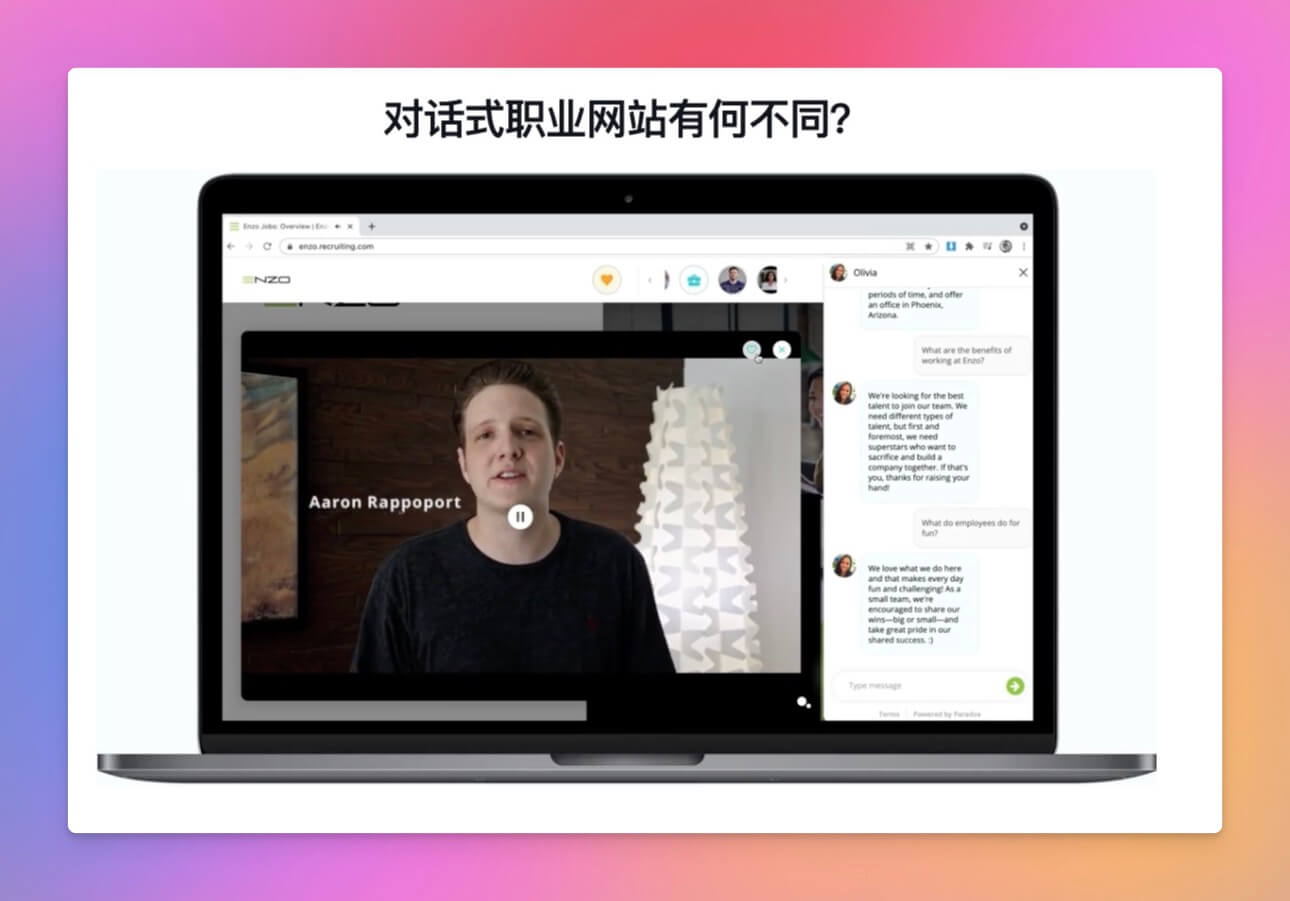 对话式职业网站有何不同?
Enzo Jobs: Overview | Enz
enzo.recruiting.com
ENZO
Aaron Rappoport
Olivia
periods of time, and offer
an office in Phoenix,
Arizona.
What are the benefits of
working at Enzo?
We're looking for the best
talent to join our team. We
need different types of
talent, but first and
foremost, we need
superstars who want to
sacrifice and build a
company together. If that's
you, thanks for raising your
hand!
What do employees do for
fun?
We love what we do here
and that makes every day
fun and challenging! As a
small team, we're
encouraged to share our
wins—big or small—and
take great pride in our
shared success. :)
Type message
Terms
Powered by Paradox